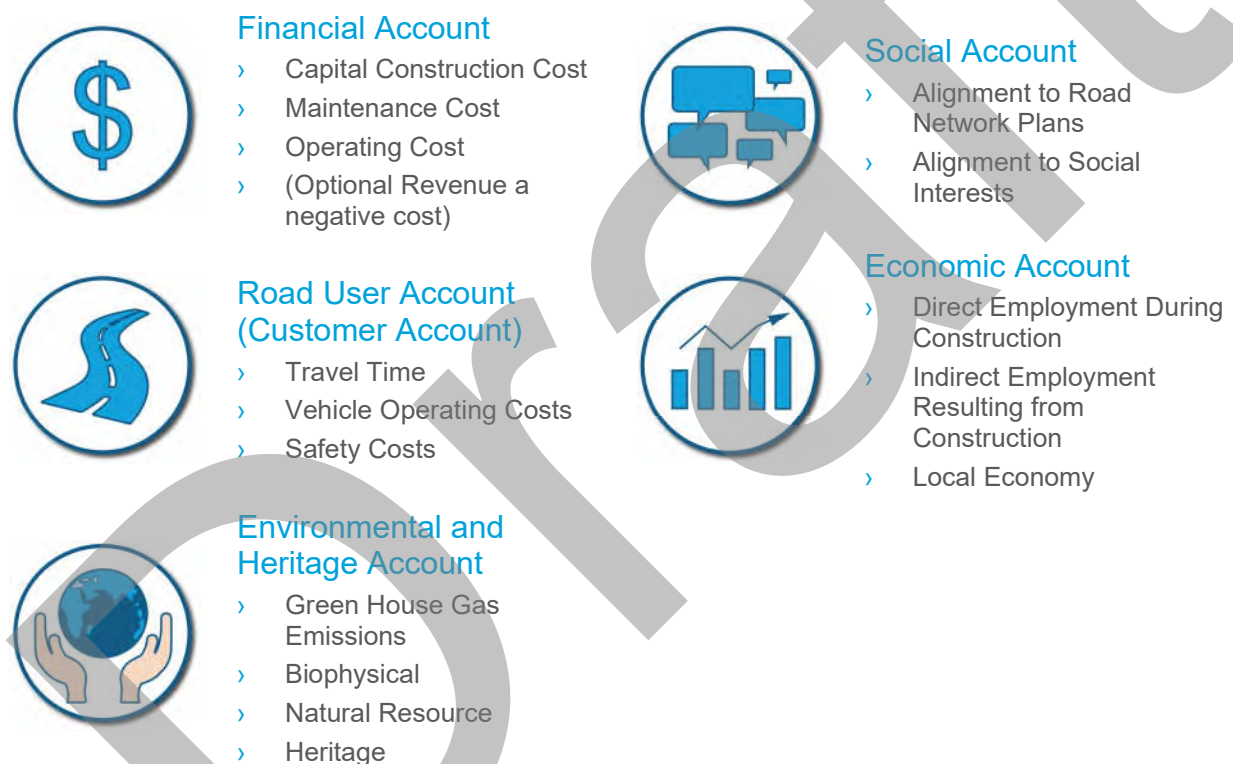 Financial Account
› Capital Construction Cost
› Maintenance Cost
› Operating Cost
› (Optional Revenue a
negative cost)
Road User Account
(Customer Account)
› Travel Time
› Vehicle Operating Costs
› Safety Costs
Environmental and
Heritage Account
› Green House Gas
Emissions
› Biophysical
› Natural Resource
› Heritage
Social Account
› Alignment to Road
Network Plans
› Alignment to Social
Interests
Economic Account
› Direct Employment During
Construction
› Indirect Employment
Resulting from
Construction
› Local Economy
$
Draft